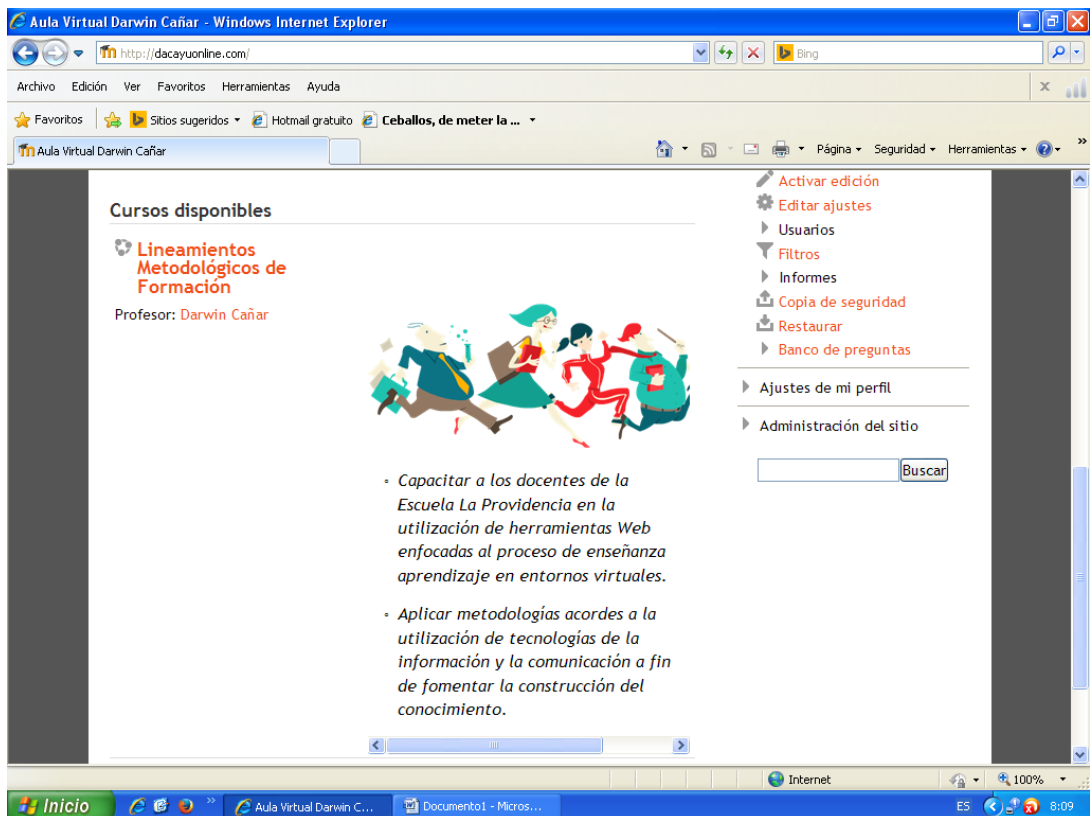 Aula Virtual Darwin Cañar - Windows Internet Explorer
http://dacayuonline.com/
Bing
Archivo Edición Ver Favoritos Herramientas Ayuda
Favoritos Sitios sugeridos Hotmail gratuito Ceballos, de meter la ...
Aula Virtual Darwin Cañar
Página Seguridad Herramientas
Cursos disponibles
Lineamientos
Metodológicos de
Formación
Profesor: Darwin Cañar
◦ Capacitar a los docentes de la
Escuela La Providencia en la
utilización de herramientas Web
enfocadas al proceso de enseñanza
aprendizaje en entornos virtuales.
◦ Aplicar metodologías acordes a la
utilización de tecnologías de la
información y la comunicación a fin
de fomentar la construcción del
conocimiento.
Activar edición
Editar ajustes
Usuarios
Filtros
Informes
Copia de seguridad
Restaurar
Banco de preguntas
Ajustes de mi perfil
Administración del sitio
Buscar
Internet
100%
Inicio
Aula Virtual Darwin C...
Documento1 - Micros...
ES
8:09